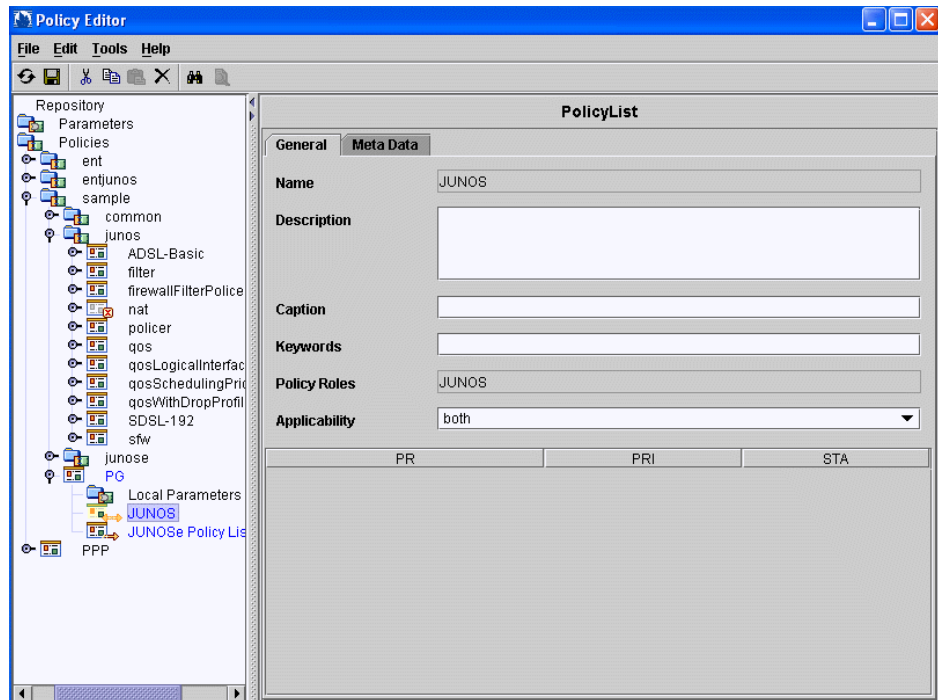 Policy Editor
File Edit Tools Help
Repository
Parameters
Policies
ent
entjunos
sample
common
junos
ADSL-Basic
filter
firewallFilterPolice
nat
policer
qos
qosLogicalInterfac
qosSchedulingPric
qosWithDropProfil
SDSL-192
sfw
junose
PG
Local Parameters
JUNOS
JUNOSe Policy Lis
PPP
PolicyList
General Meta Data
Name JUNOS
Description
Caption
Keywords
Policy Roles JUNOS
Applicability both
PR PRI STA